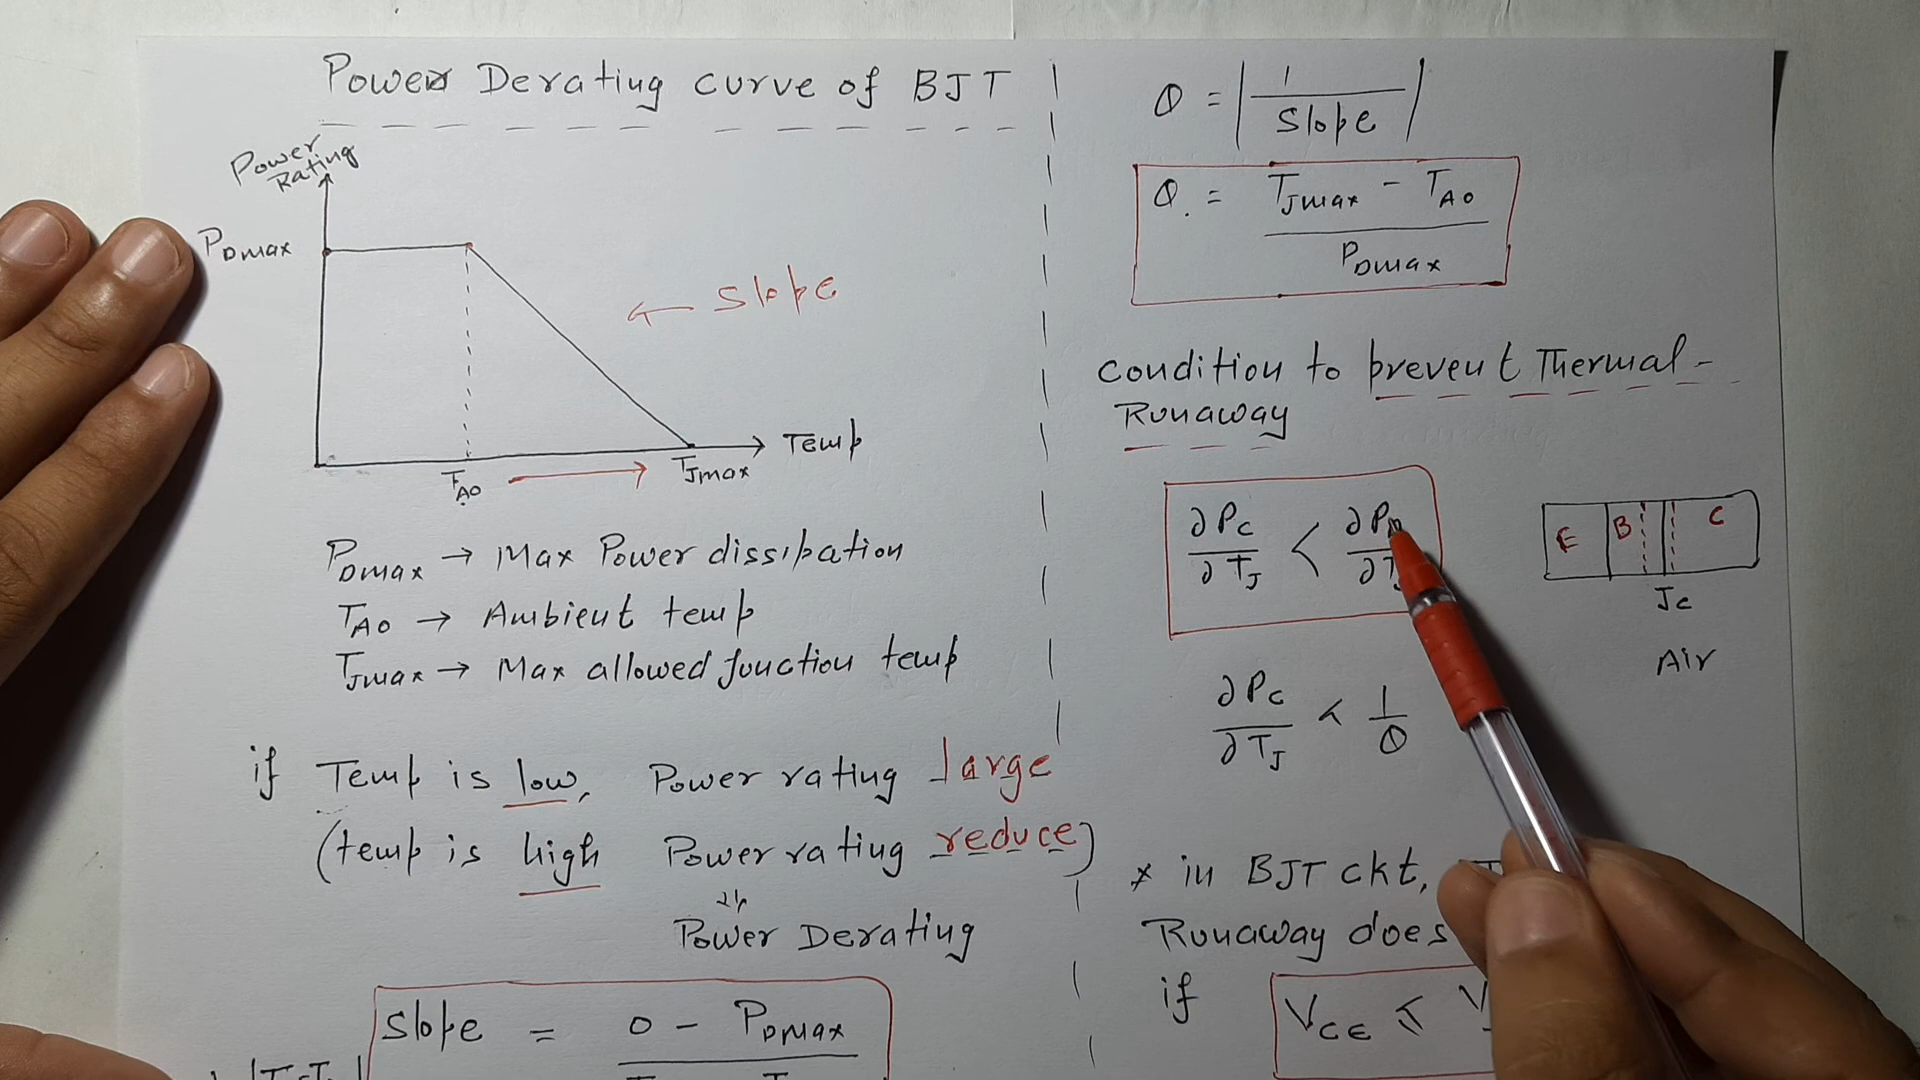 Power Derating curve of BJT
Power
Rating
PDmax
← Slope
Temp
TAO
TJmax
PDmax → Max Power dissipation
TAO → Ambient temp
TJmax → Max allowed junction temp
if Temp is low, Power rating large
(temp is high Power rating reduce)
Power Derating
Slope = 0 - PDmax
θ = | 1 / Slope |
θ. = TJmax - TAO / PDmax
condition to prevent Thermal -
Runaway
∂PC / ∂TJ < ∂PD / ∂T
E B C
JC
Air
∂PC / ∂TJ < 1 / θ
* in BJT ckt,
Runaway does
if VCE ≤ V